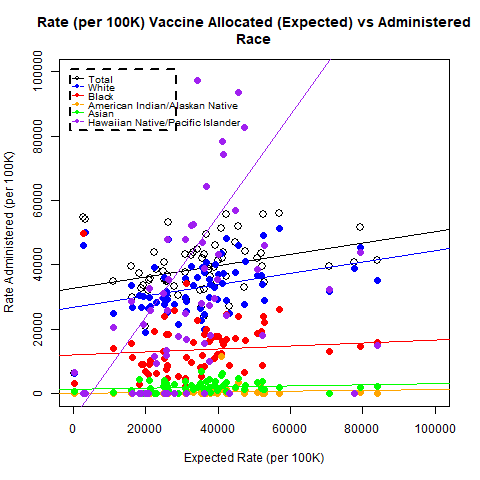 Rate (per 100K) Vaccine Allocated (Expected) vs Administered
Race
Rate Administered (per 100K)
100000
80000
60000
40000
20000
0
Total
White
Black
American Indian/Alaskan Native
Asian
Hawaiian Native/Pacific Islander
0 20000 40000 60000 80000 100000
Expected Rate (per 100K)